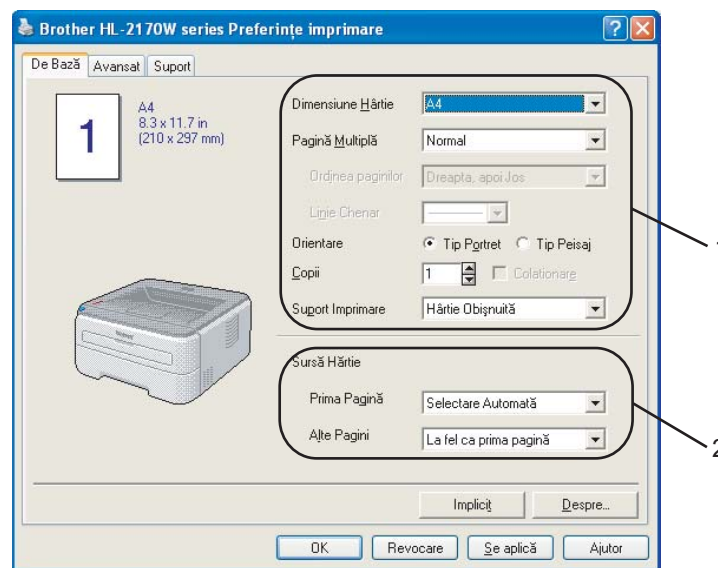 Brother HL-2170W series Preferințe imprimare
De Bază Avansat Suport
1
A4
8.3 x 11.7 in
(210 x 297 mm)
Dimensiune Hârtie A4
Pagină Multiplă Normal
Ordinea paginilor Dreapta, apoi Jos
Linie Chenar
Orientare Tip Portret Tip Peisaj
Copii 1 Colationare
Suport Imprimare Hârtie Obișnuită
1
Sursă Hârtie
Prima Pagină Selectare Automată
Alte Pagini La fel ca prima pagină
2
Implicit Despre...
OK Revocare Se aplică Ajutor